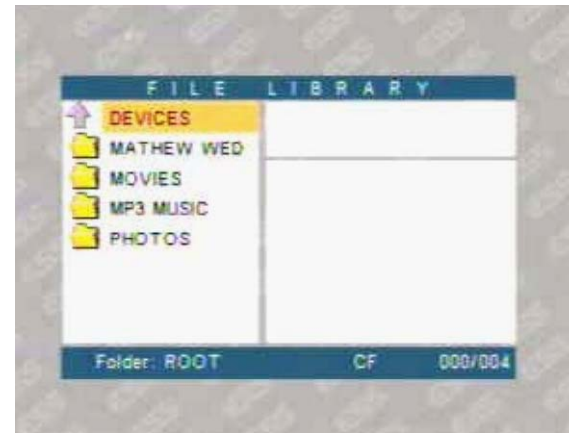 FILE LIBRARY
DEVICES
MATHEW WED
MOVIES
MP3 MUSIC
PHOTOS
Folder: ROOT CF 000/004